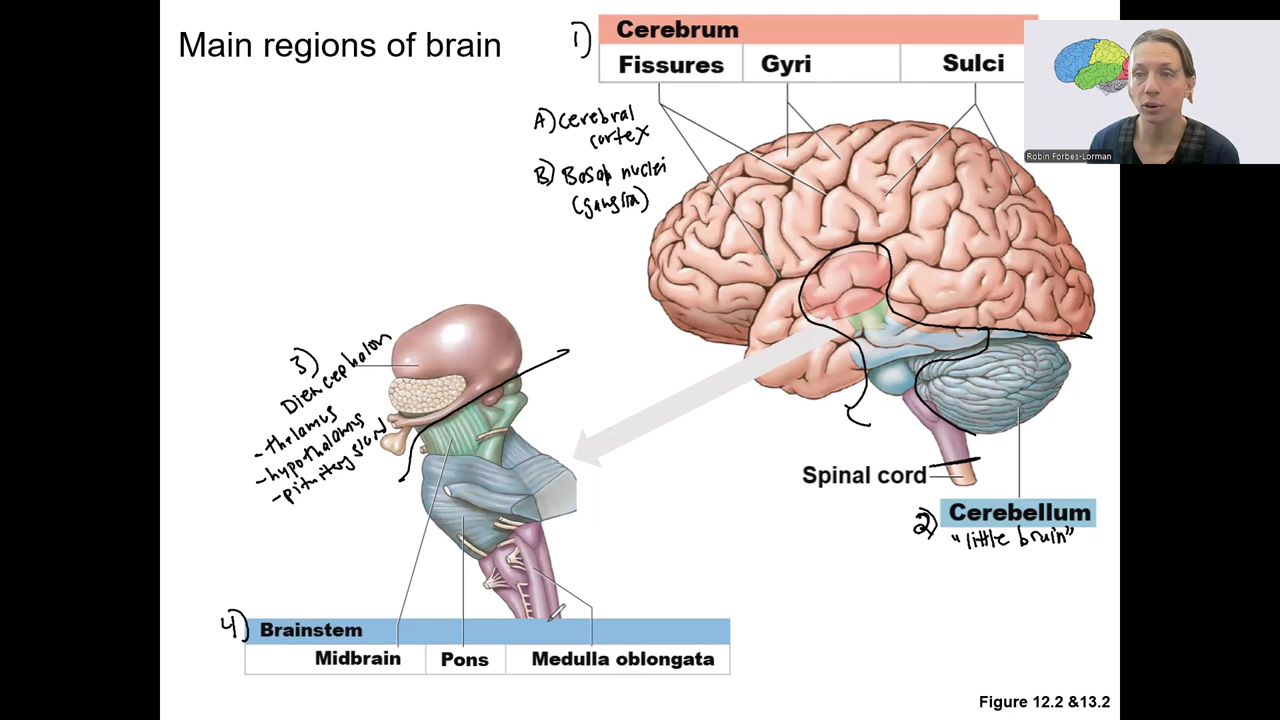 Main regions of brain
1) Cerebrum
Fissures Gyri Sulci
Robin Forbes-Lorman
A) cerebral
cortex
B) Basal nuclei
(ganglia)
3)
Diencephalon
- thalamus
- hypothalamus
- pituitary gland
Spinal cord
2) Cerebellum
"little brain"
4) Brainstem
Midbrain Pons Medulla oblongata
Figure 12.2 &13.2